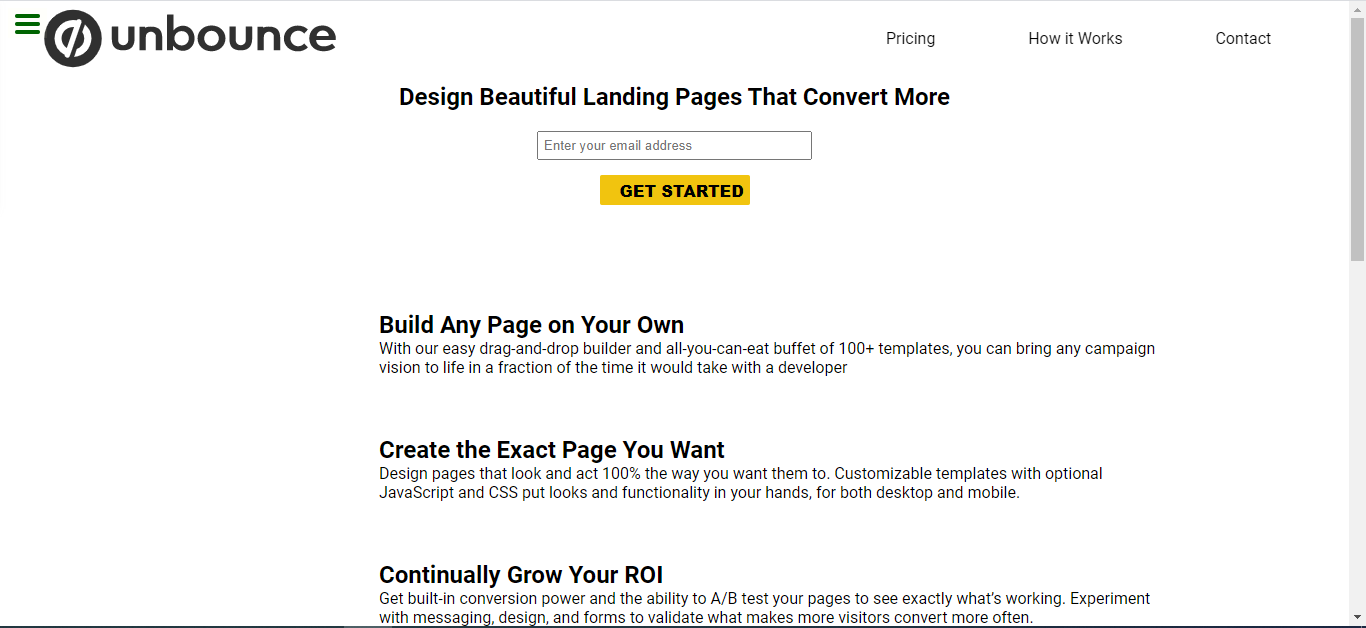 unbounce
Pricing
How it Works
Contact
Design Beautiful Landing Pages That Convert More
Enter your email address
GET STARTED
Build Any Page on Your Own
With our easy drag-and-drop builder and all-you-can-eat buffet of 100+ templates, you can bring any campaign
vision to life in a fraction of the time it would take with a developer
Create the Exact Page You Want
Design pages that look and act 100% the way you want them to. Customizable templates with optional
JavaScript and CSS put looks and functionality in your hands, for both desktop and mobile.
Continually Grow Your ROI
Get built-in conversion power and the ability to A/B test your pages to see exactly what’s working. Experiment
with messaging, design, and forms to validate what makes more visitors convert more often.